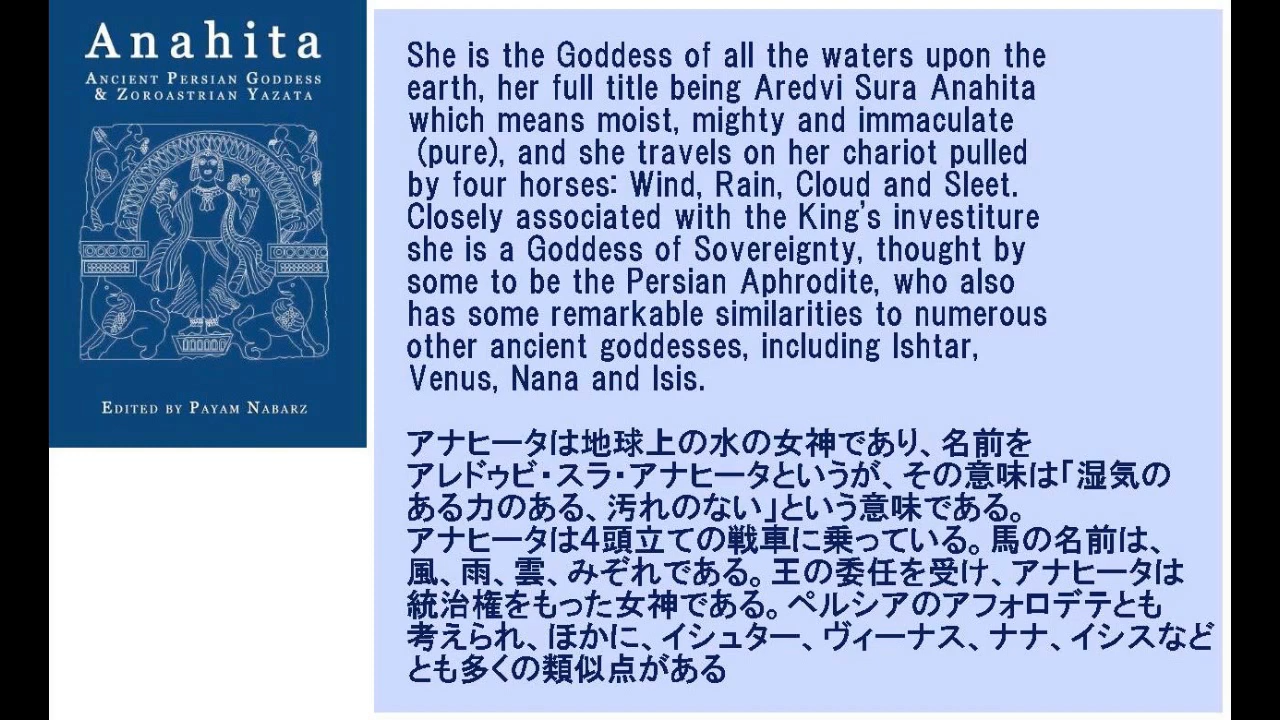 Anahita
ANCIENT PERSIAN GODDESS
& ZOROASTRIAN YAZATA
EDITED BY PAYAM NABARZ
She is the Goddess of all the waters upon the
earth, her full title being Aredvi Sura Anahita
which means moist, mighty and immaculate
(pure), and she travels on her chariot pulled
by four horses: Wind, Rain, Cloud and Sleet.
Closely associated with the King's investiture
she is a Goddess of Sovereignty, thought by
some to be the Persian Aphrodite, who also
has some remarkable similarities to numerous
other ancient goddesses, including Ishtar,
Venus, Nana and Isis.
アナヒータは地球上の水の女神であり、名前を
アレドゥビ・スラ・アナヒータというが、その意味は「湿気の
ある力のある、汚れのない」という意味である。
アナヒータは4頭立ての戦車に乗っている。馬の名前は、
風、雨、雲、みぞれである。王の委任を受け、アナヒータは
統治権をもった女神である。ペルシアのアフォロデテとも
考えられ、ほかに、イシュター、ヴィーナス、ナナ、イシスなど
とも多くの類似点がある